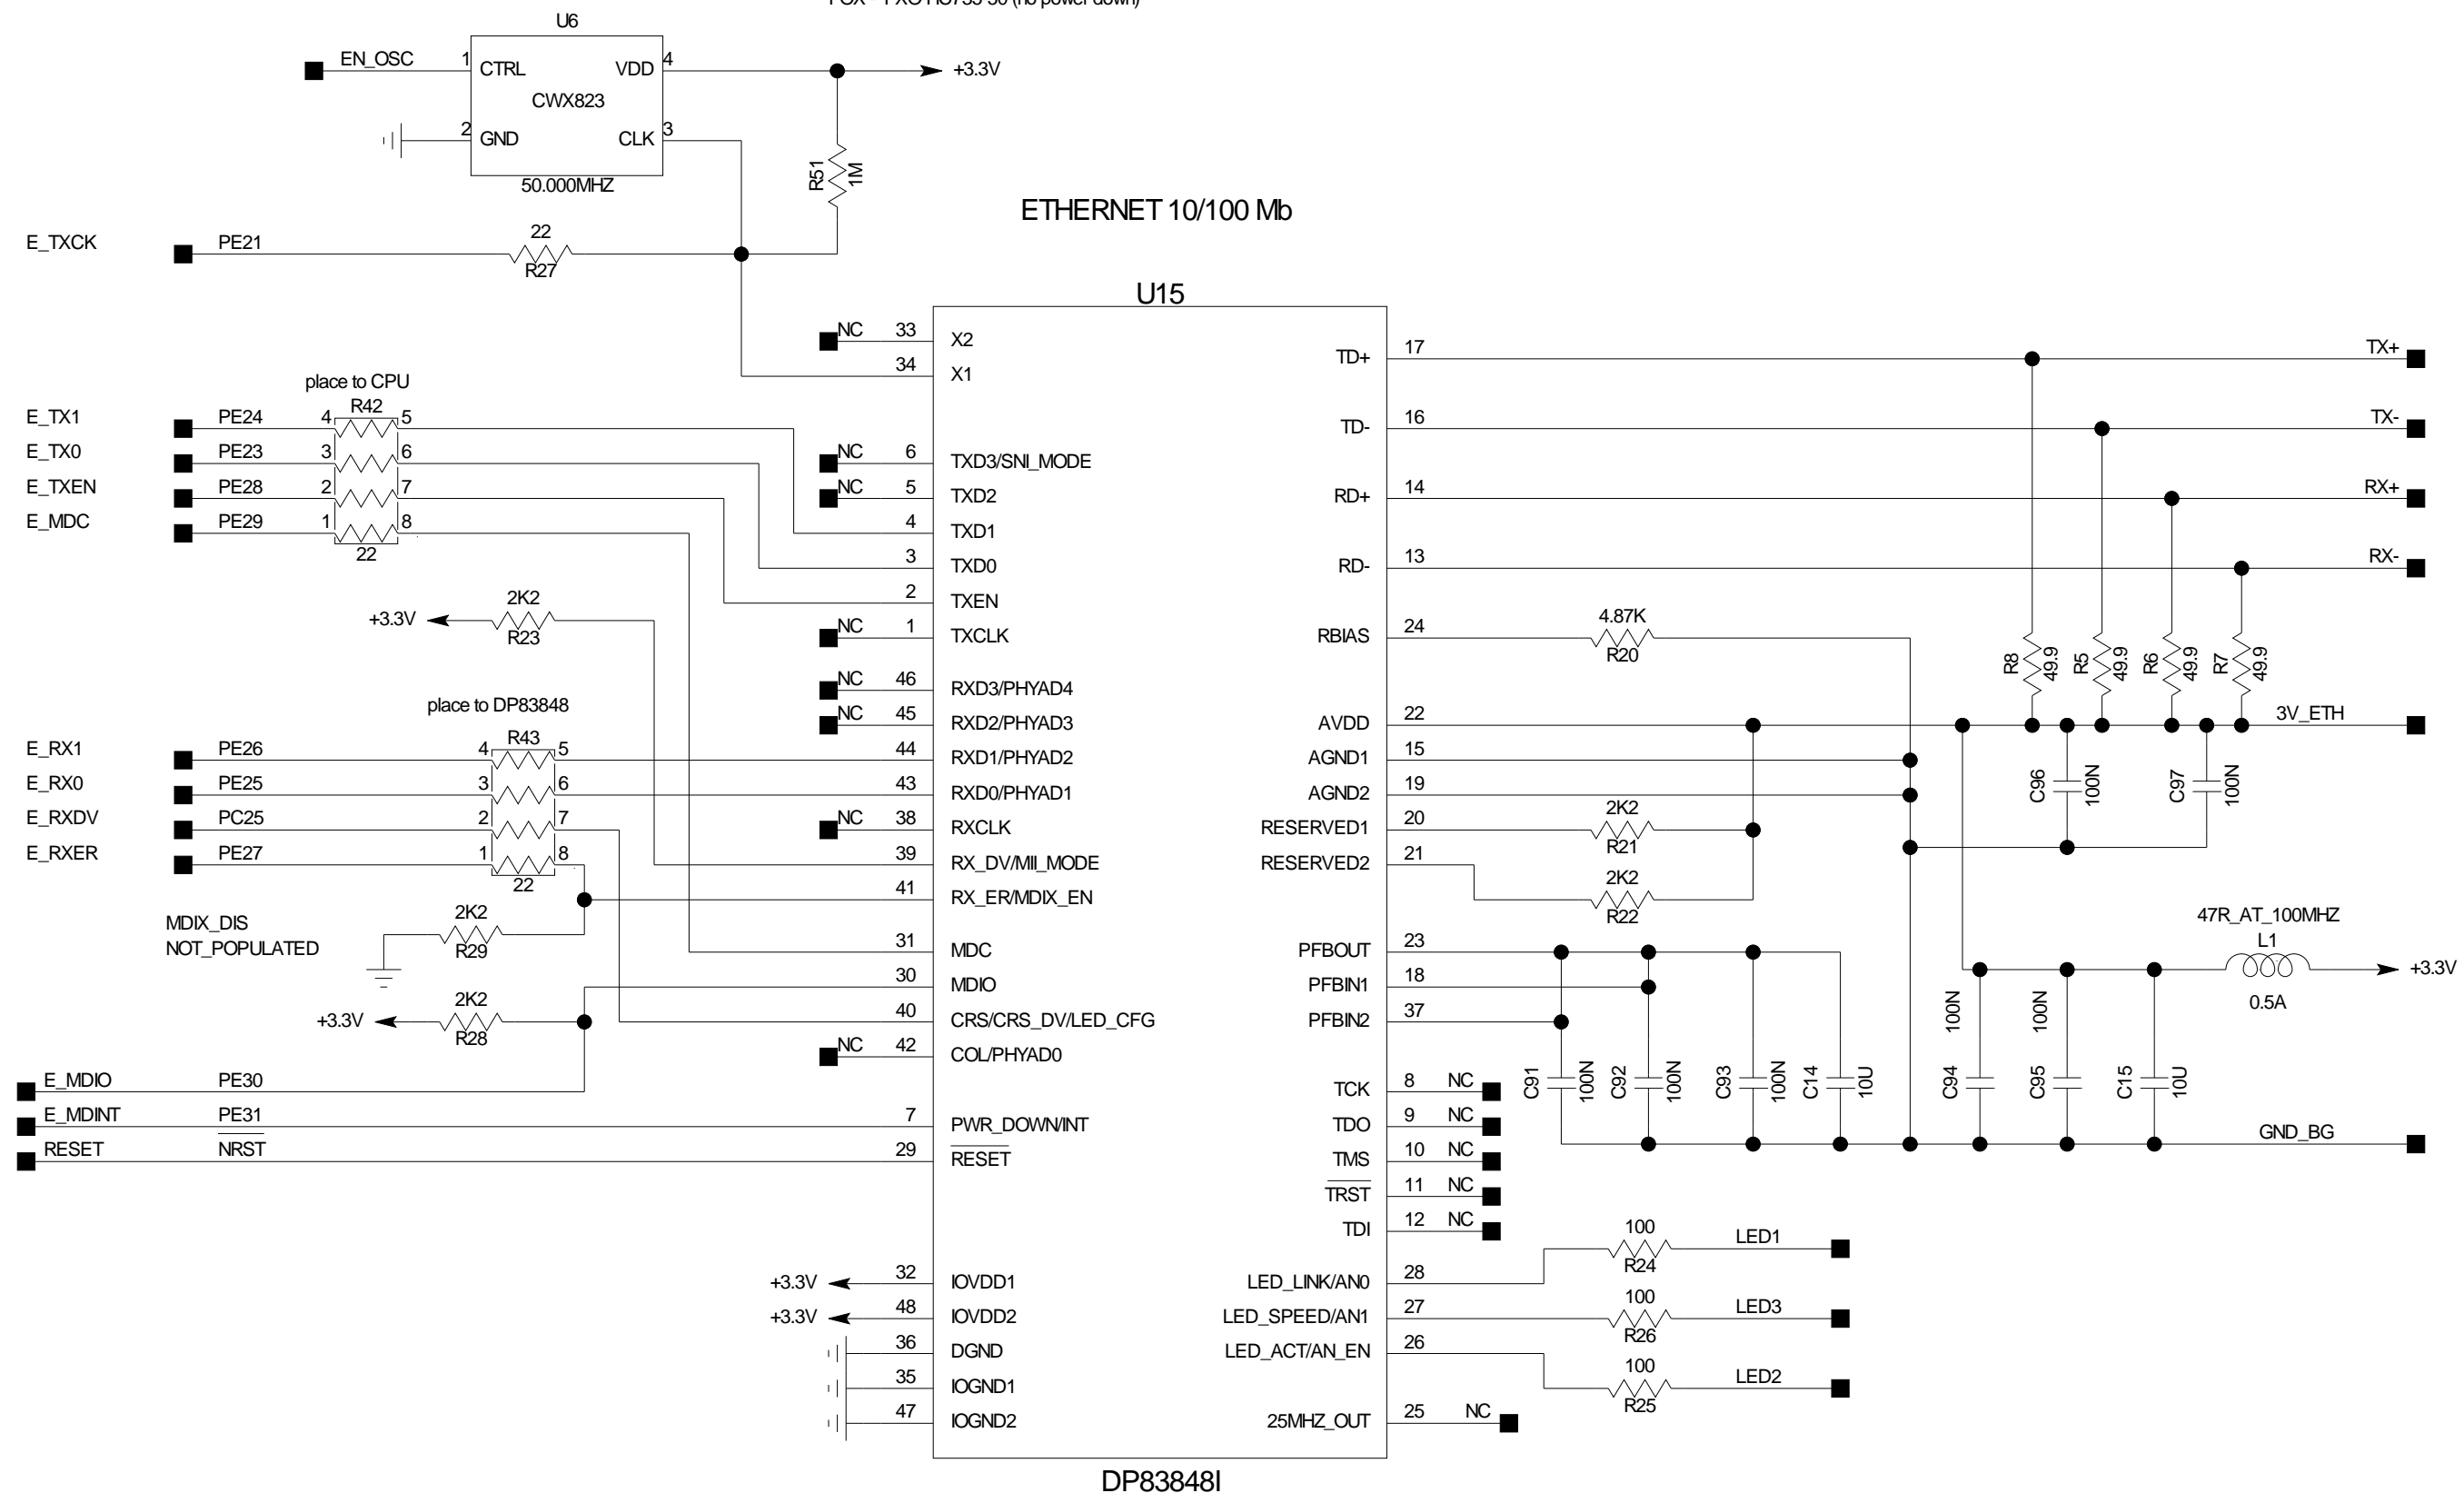 (no power down)
U6
EN_OSC 1 CTRL VDD 4 +3.3V
CWX823
2 GND CLK 3
50.000MHZ
R51 1M
ETHERNET 10/100 Mb
E_TXCK PE21 22
R27
U15
NC 33 X2
34 X1
TD+ 17 TX+
place to CPU
R42
E_TX1 PE24 4 5
TD- 16 TX-
E_TX0 PE23 3 6
NC 6 TXD3/SNI_MODE
E_TXEN PE28 2 7
NC 5 TXD2
RD+ 14 RX+
E_MDC PE29 1 8
22
4 TXD1
3 TXD0
RD- 13 RX-
2 TXEN
+3.3V 2K2
R23
NC 1 TXCLK
RBIAS 24 4.87K
R20
R8 49.9
R5 49.9
R6 49.9
R7 49.9
NC 46 RXD3/PHYAD4
NC 45 RXD2/PHYAD3
AVDD 22 3V_ETH
place to DP83848
R43
E_RX1 PE26 4 5 44 RXD1/PHYAD2
AGND1 15
E_RX0 PE25 3 6 43 RXD0/PHYAD1
AGND2 19
C96 100N
C97 100N
E_RXDV PC25 2 7
NC 38 RXCLK
RESERVED1 20 2K2
R21
E_RXER PE27 1 8
22
39 RX_DV/MII_MODE
RESERVED2 21 2K2
R22
41 RX_ER/MDIX_EN
MDIX_DIS
NOT_POPULATED
2K2
R29
31 MDC
PFBOUT 23
47R_AT_100MHZ
L1
+3.3V
0.5A
30 MDIO
PFBIN1 18
+3.3V 2K2
R28
40 CRS/CRS_DV/LED_CFG
PFBIN2 37
NC 42 COL/PHYAD0
C91 100N
C92 100N
C93 100N
C14 10U
C94 100N
C95 100N
C15 10U
E_MDIO PE30
TCK 8 NC
E_MDINT PE31 7 PWR_DOWN/INT
TDO 9 NC
GND_BG
RESET NRST 29 RESET
TMS 10 NC
TRST 11 NC
TDI 12 NC
100 LED1
R24
+3.3V 32 IOVDD1
LED_LINK/AN0 28
+3.3V 48 IOVDD2
LED_SPEED/AN1 27 100 LED3
R26
36 DGND
LED_ACT/AN_EN 26
35 IOGND1
100 LED2
R25
47 IOGND2
25MHZ_OUT 25 NC
DP83848I